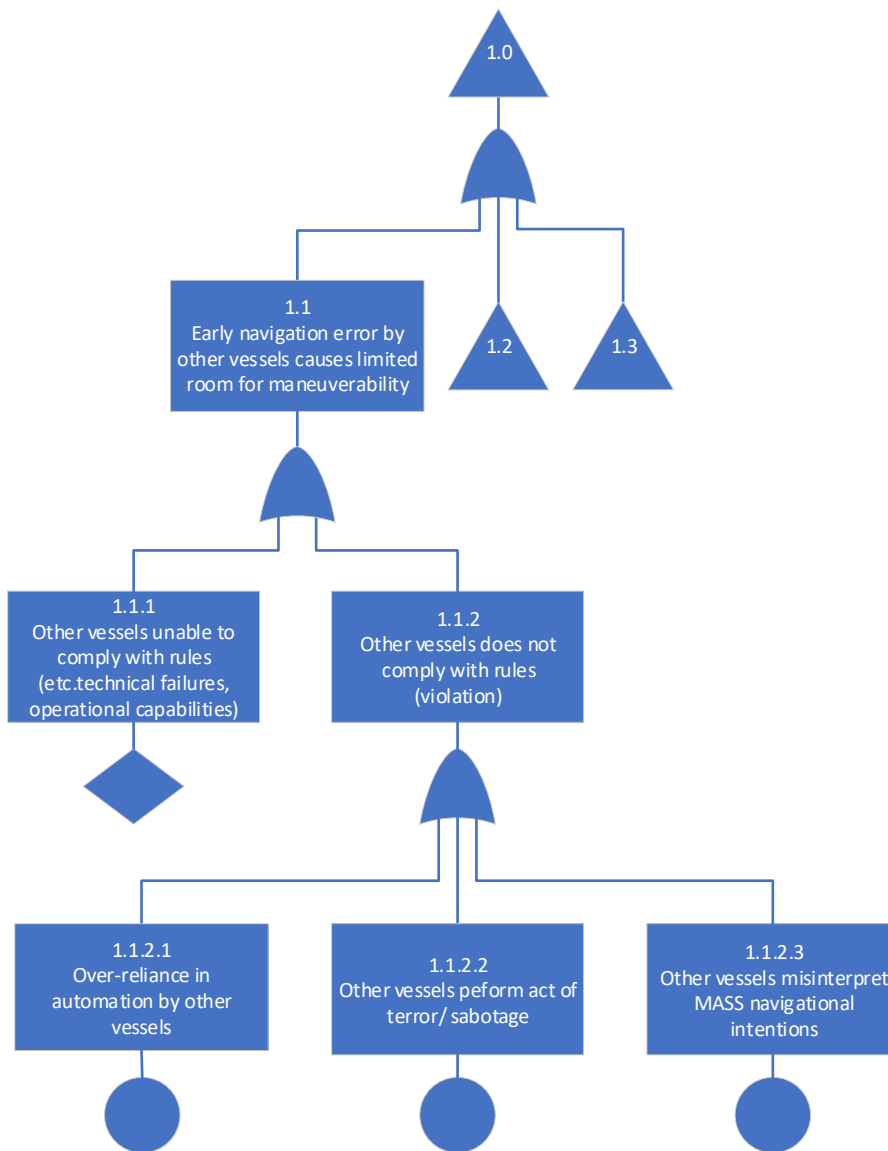 1.0
1.1
Early navigation error by
other vessels causes limited
room for maneuverability
1.2
1.3
1.1.1
Other vessels unable to
comply with rules
(etc.technical failures,
operational capabilities)
1.1.2
Other vessels does not
comply with rules
(violation)
1.1.2.1
Over-reliance in
automation by other
vessels
1.1.2.2
Other vessels peform act of
terror/ sabotage
1.1.2.3
Other vessels misinterpret
MASS navigational
intentions